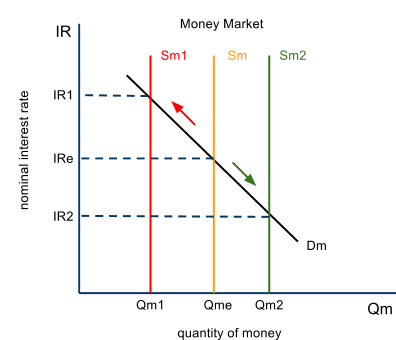 Money Market
IR
Sm1 Sm Sm2
IR1
nominal interest rate
IRe
IR2
Dm
Qm1 Qme Qm2
Qm
quantity of money